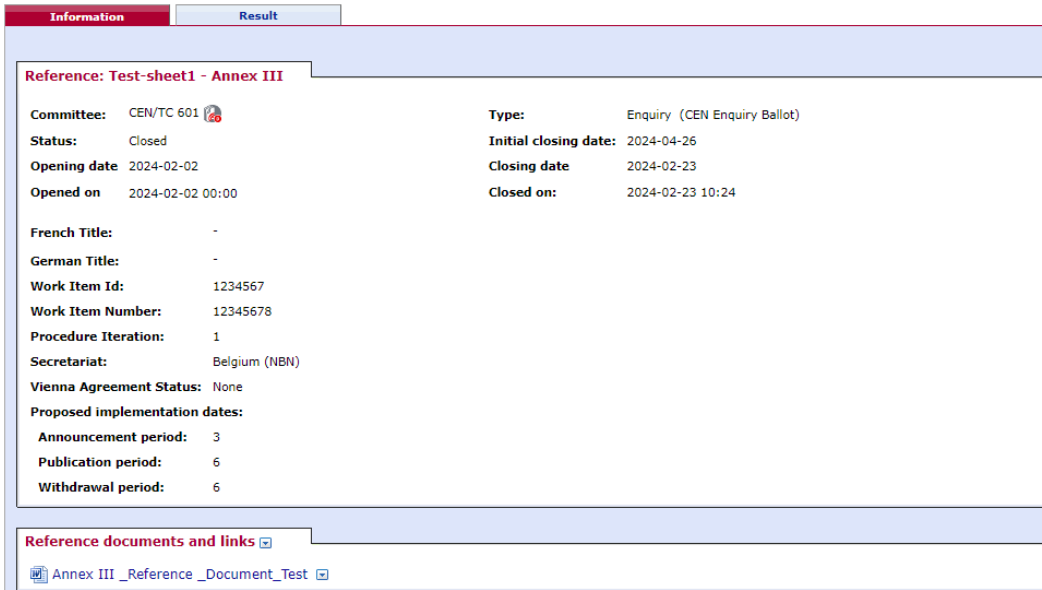 Information Result
Reference: Test-sheet1 - Annex III
Committee: CEN/TC 601 Type: Enquiry (CEN Enquiry Ballot)
Status: Closed Initial closing date: 2024-04-26
Opening date 2024-02-02 Closing date 2024-02-23
Opened on 2024-02-02 00:00 Closed on: 2024-02-23 10:24
French Title: -
German Title: -
Work Item Id: 1234567
Work Item Number: 12345678
Procedure Iteration: 1
Secretariat: Belgium (NBN)
Vienna Agreement Status: None
Proposed implementation dates:
Announcement period: 3
Publication period: 6
Withdrawal period: 6
Reference documents and links
Annex III _Reference _Document_Test